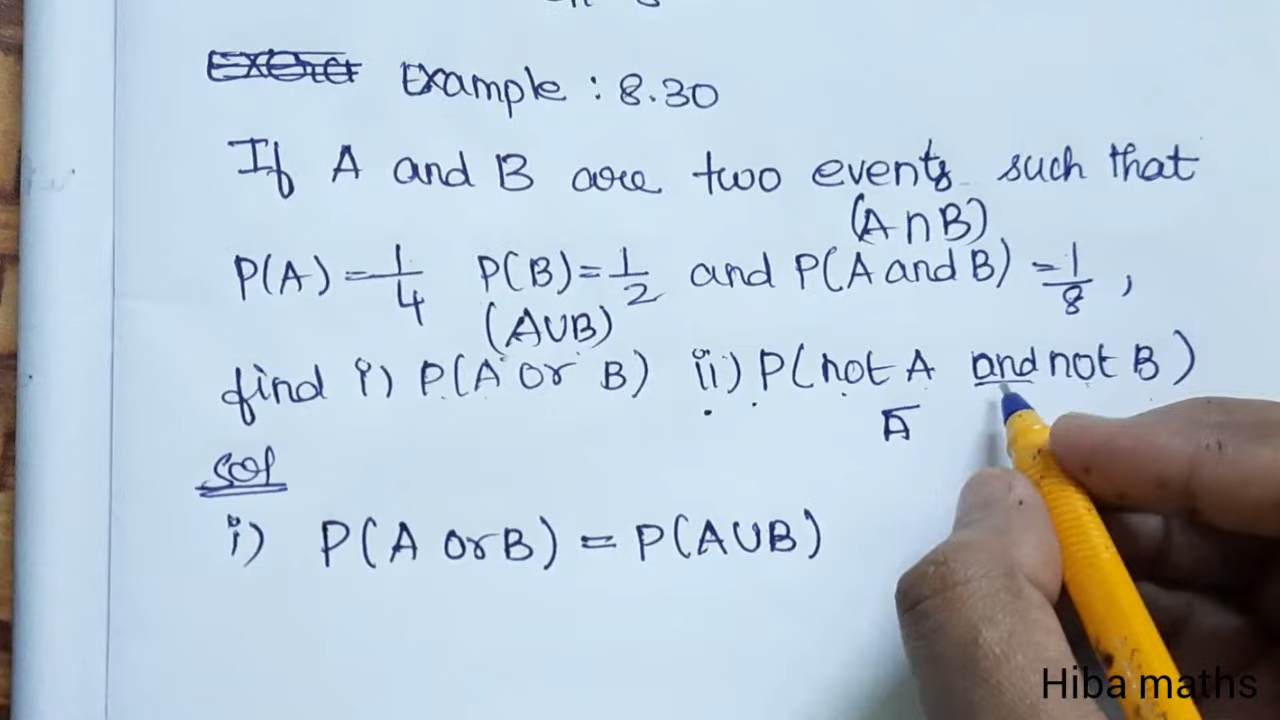 Example : 8.30
If A and B are two events such that
(A∩B)
P(A) = 1/4 P(B) = 1/2 and P(A and B) = 1/8 ,
(A∪B)
find i) P(A or B) ii) P(not A and not B)
A̅
Sol
i) P(A or B) = P(A∪B)
Hiba maths